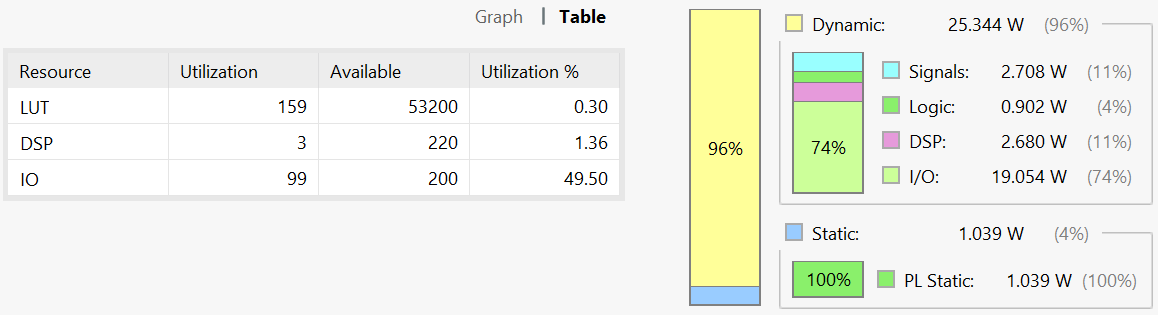 Graph | Table
Resource Utilization Available Utilization %
LUT 159 53200 0.30
DSP 3 220 1.36
IO 99 200 49.50
96%
Dynamic: 25.344 W (96%)
74%
Signals: 2.708 W (11%)
Logic: 0.902 W (4%)
DSP: 2.680 W (11%)
I/O: 19.054 W (74%)
Static: 1.039 W (4%)
100%
PL Static: 1.039 W (100%)